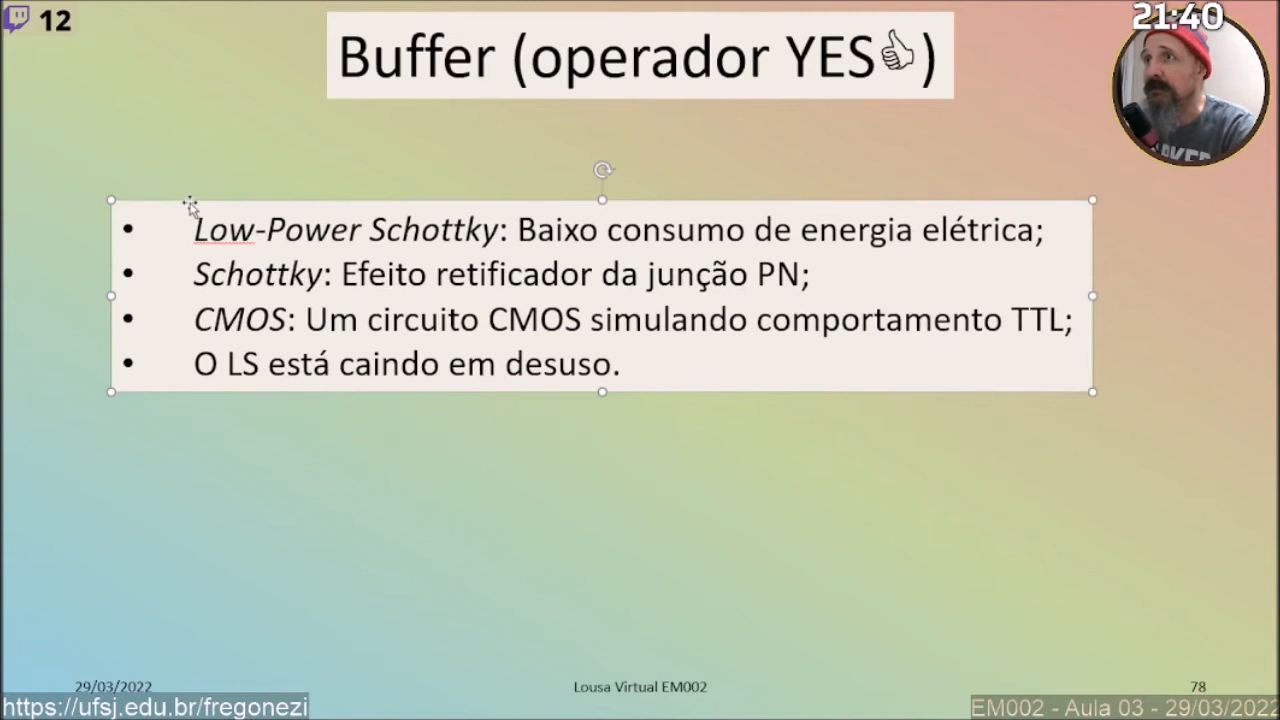 12
21:40
Buffer (operador YES👍)
• Low-Power Schottky: Baixo consumo de energia elétrica;
• Schottky: Efeito retificador da junção PN;
• CMOS: Um circuito CMOS simulando comportamento TTL;
• O LS está caindo em desuso.
29/03/2022
Lousa Virtual EM002
78
https://ufsj.edu.br/fregonezi
EM002 - Aula 03 - 29/03/2022